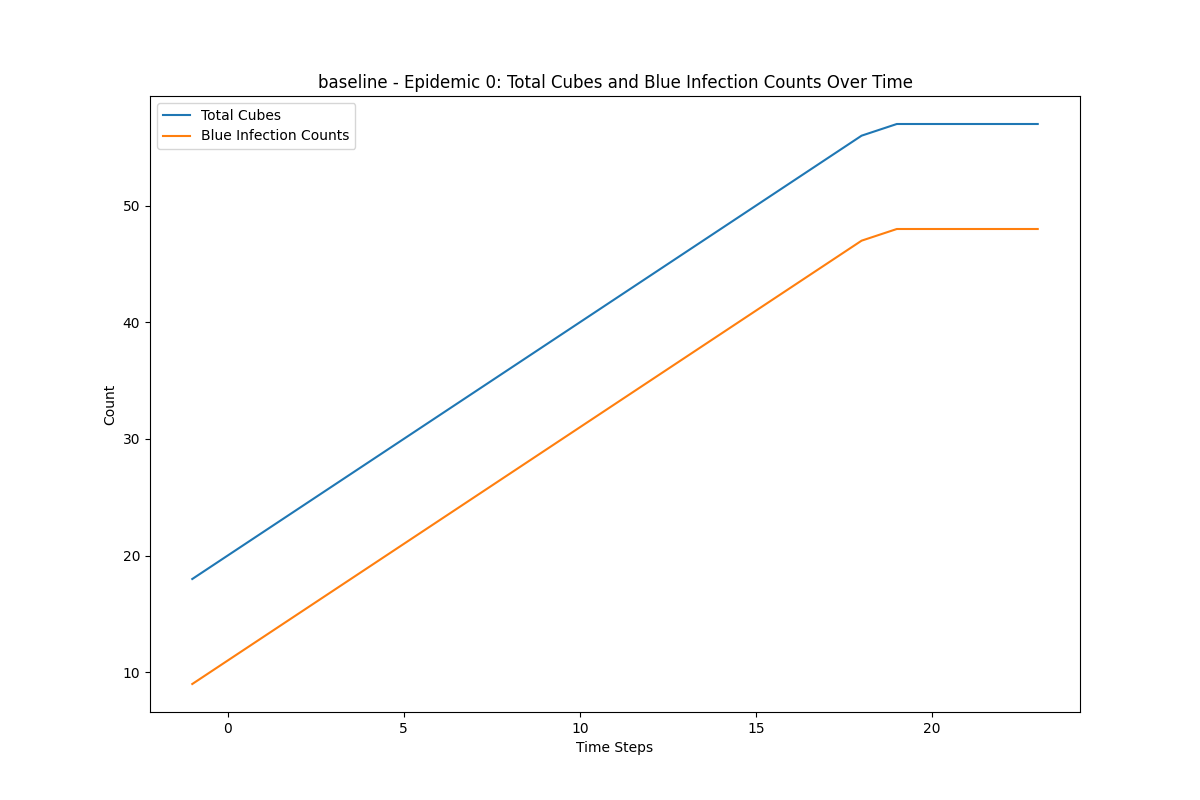 baseline - Epidemic 0: Total Cubes and Blue Infection Counts Over Time
Total Cubes
Blue Infection Counts
50
40
30
20
10
Count
0 5 10 15 20
Time Steps